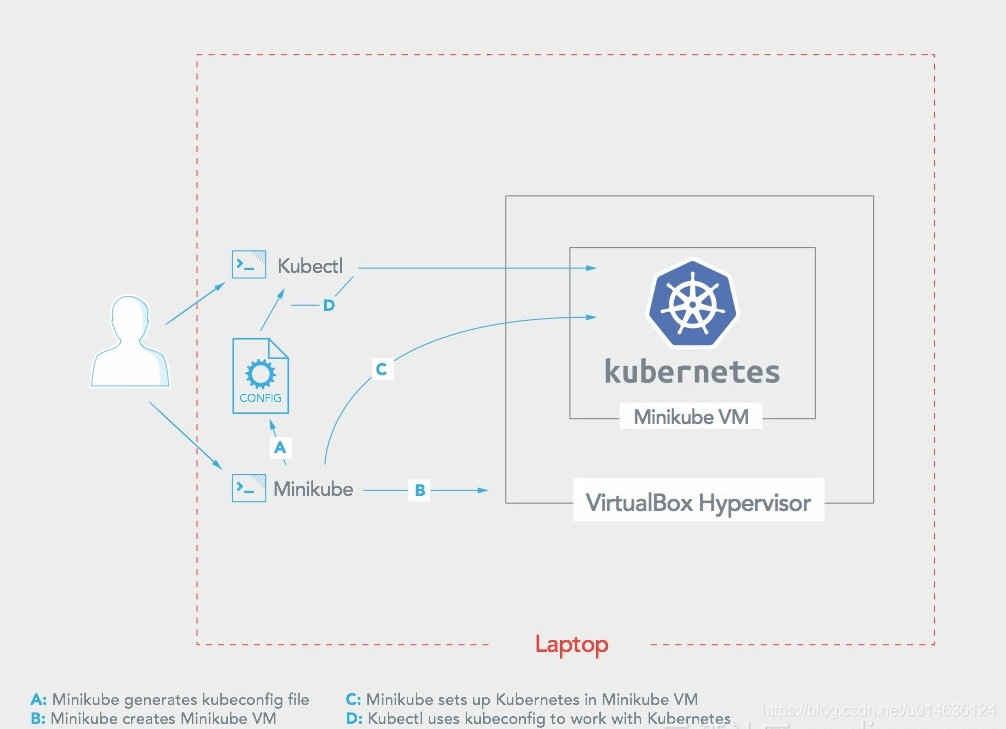 Kubectl
D
C
CONFIG
kubernetes
Minikube VM
A
Minikube
B
VirtualBox Hypervisor
Laptop
A: Minikube generates kubeconfig file
C: Minikube sets up Kubernetes in Minikube VM
B: Minikube creates Minikube VM
D: Kubectl uses kubeconfig to work with Kubernetes
https://blog.csdn.net/u014636124